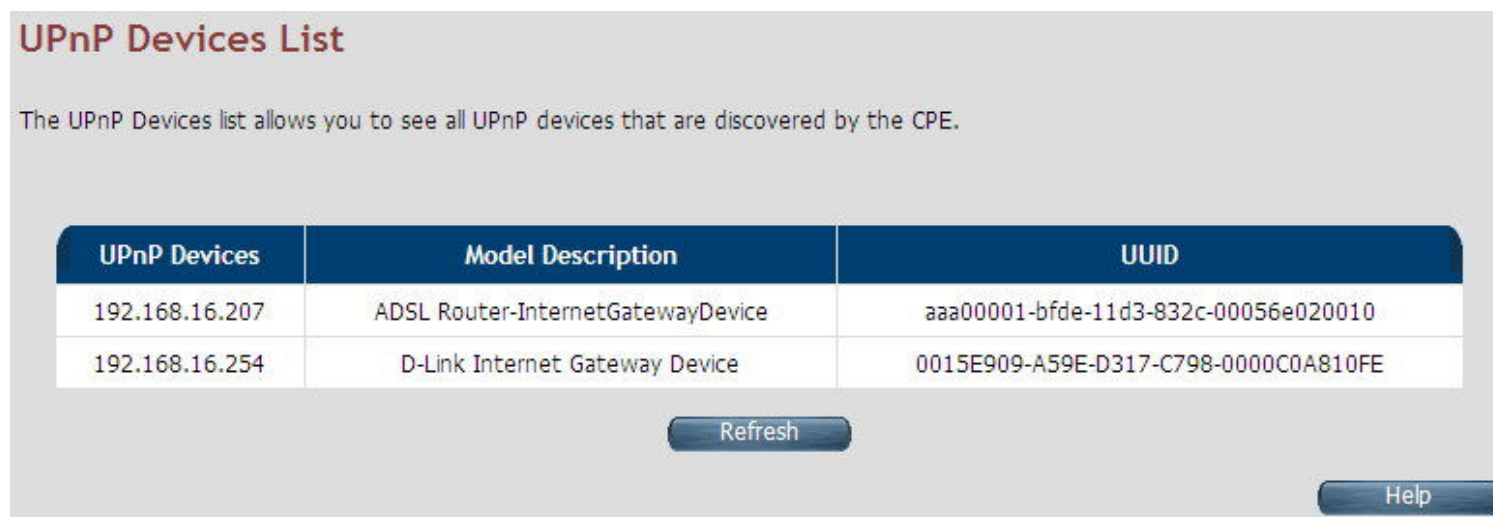 UPnP Devices List
The UPnP Devices list allows you to see all UPnP devices that are discovered by the CPE.
UPnP Devices Model Description UUID
192.168.16.207 ADSL Router-InternetGatewayDevice aaa00001-bfde-11d3-832c-00056e020010
192.168.16.254 D-Link Internet Gateway Device 0015E909-A59E-D317-C798-0000C0A810FE
Refresh
Help